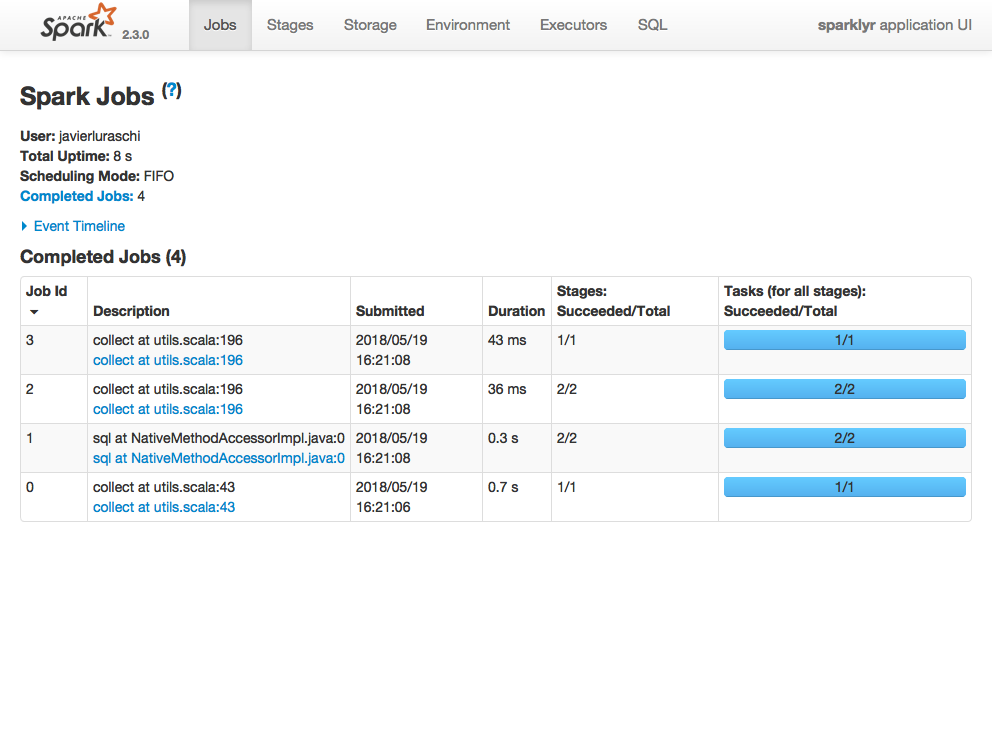 APACHE
Spark 2.3.0 Jobs Stages Storage Environment Executors SQL sparklyr application UI
Spark Jobs (?)
User: javierluraschi
Total Uptime: 8 s
Scheduling Mode: FIFO
Completed Jobs: 4
Event Timeline
Completed Jobs (4)
Job Id Description Submitted Duration Stages: Succeeded/Total Tasks (for all stages): Succeeded/Total
3 collect at utils.scala:196 2018/05/19 43 ms 1/1 1/1
collect at utils.scala:196 16:21:08
2 collect at utils.scala:196 2018/05/19 36 ms 2/2 2/2
collect at utils.scala:196 16:21:08
1 sql at NativeMethodAccessorImpl.java:0 2018/05/19 0.3 s 2/2 2/2
sql at NativeMethodAccessorImpl.java:0 16:21:08
0 collect at utils.scala:43 2018/05/19 0.7 s 1/1 1/1
collect at utils.scala:43 16:21:06